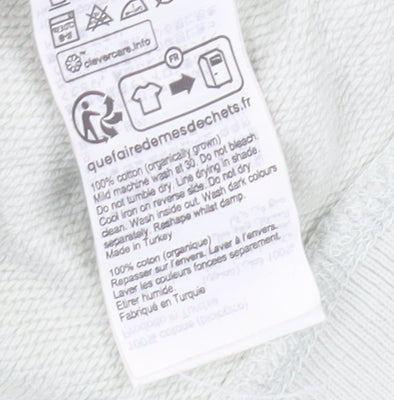 clevercare.info
FR
quefairedemesdechets.fr
100% cotton (organically grown)
Mild machine wash at 30. Do not bleach.
Do not tumble dry. Line drying in shade.
Cool iron on reverse side. Do not dry
clean. Wash inside out. Wash dark colours
separately. Reshape whilst damp.
Made in Turkey
100% coton (organique)
Repasser sur l'envers. Laver à l'envers.
Laver les couleurs foncées separement.
Etirer humide.
Fabriqué en Turquie